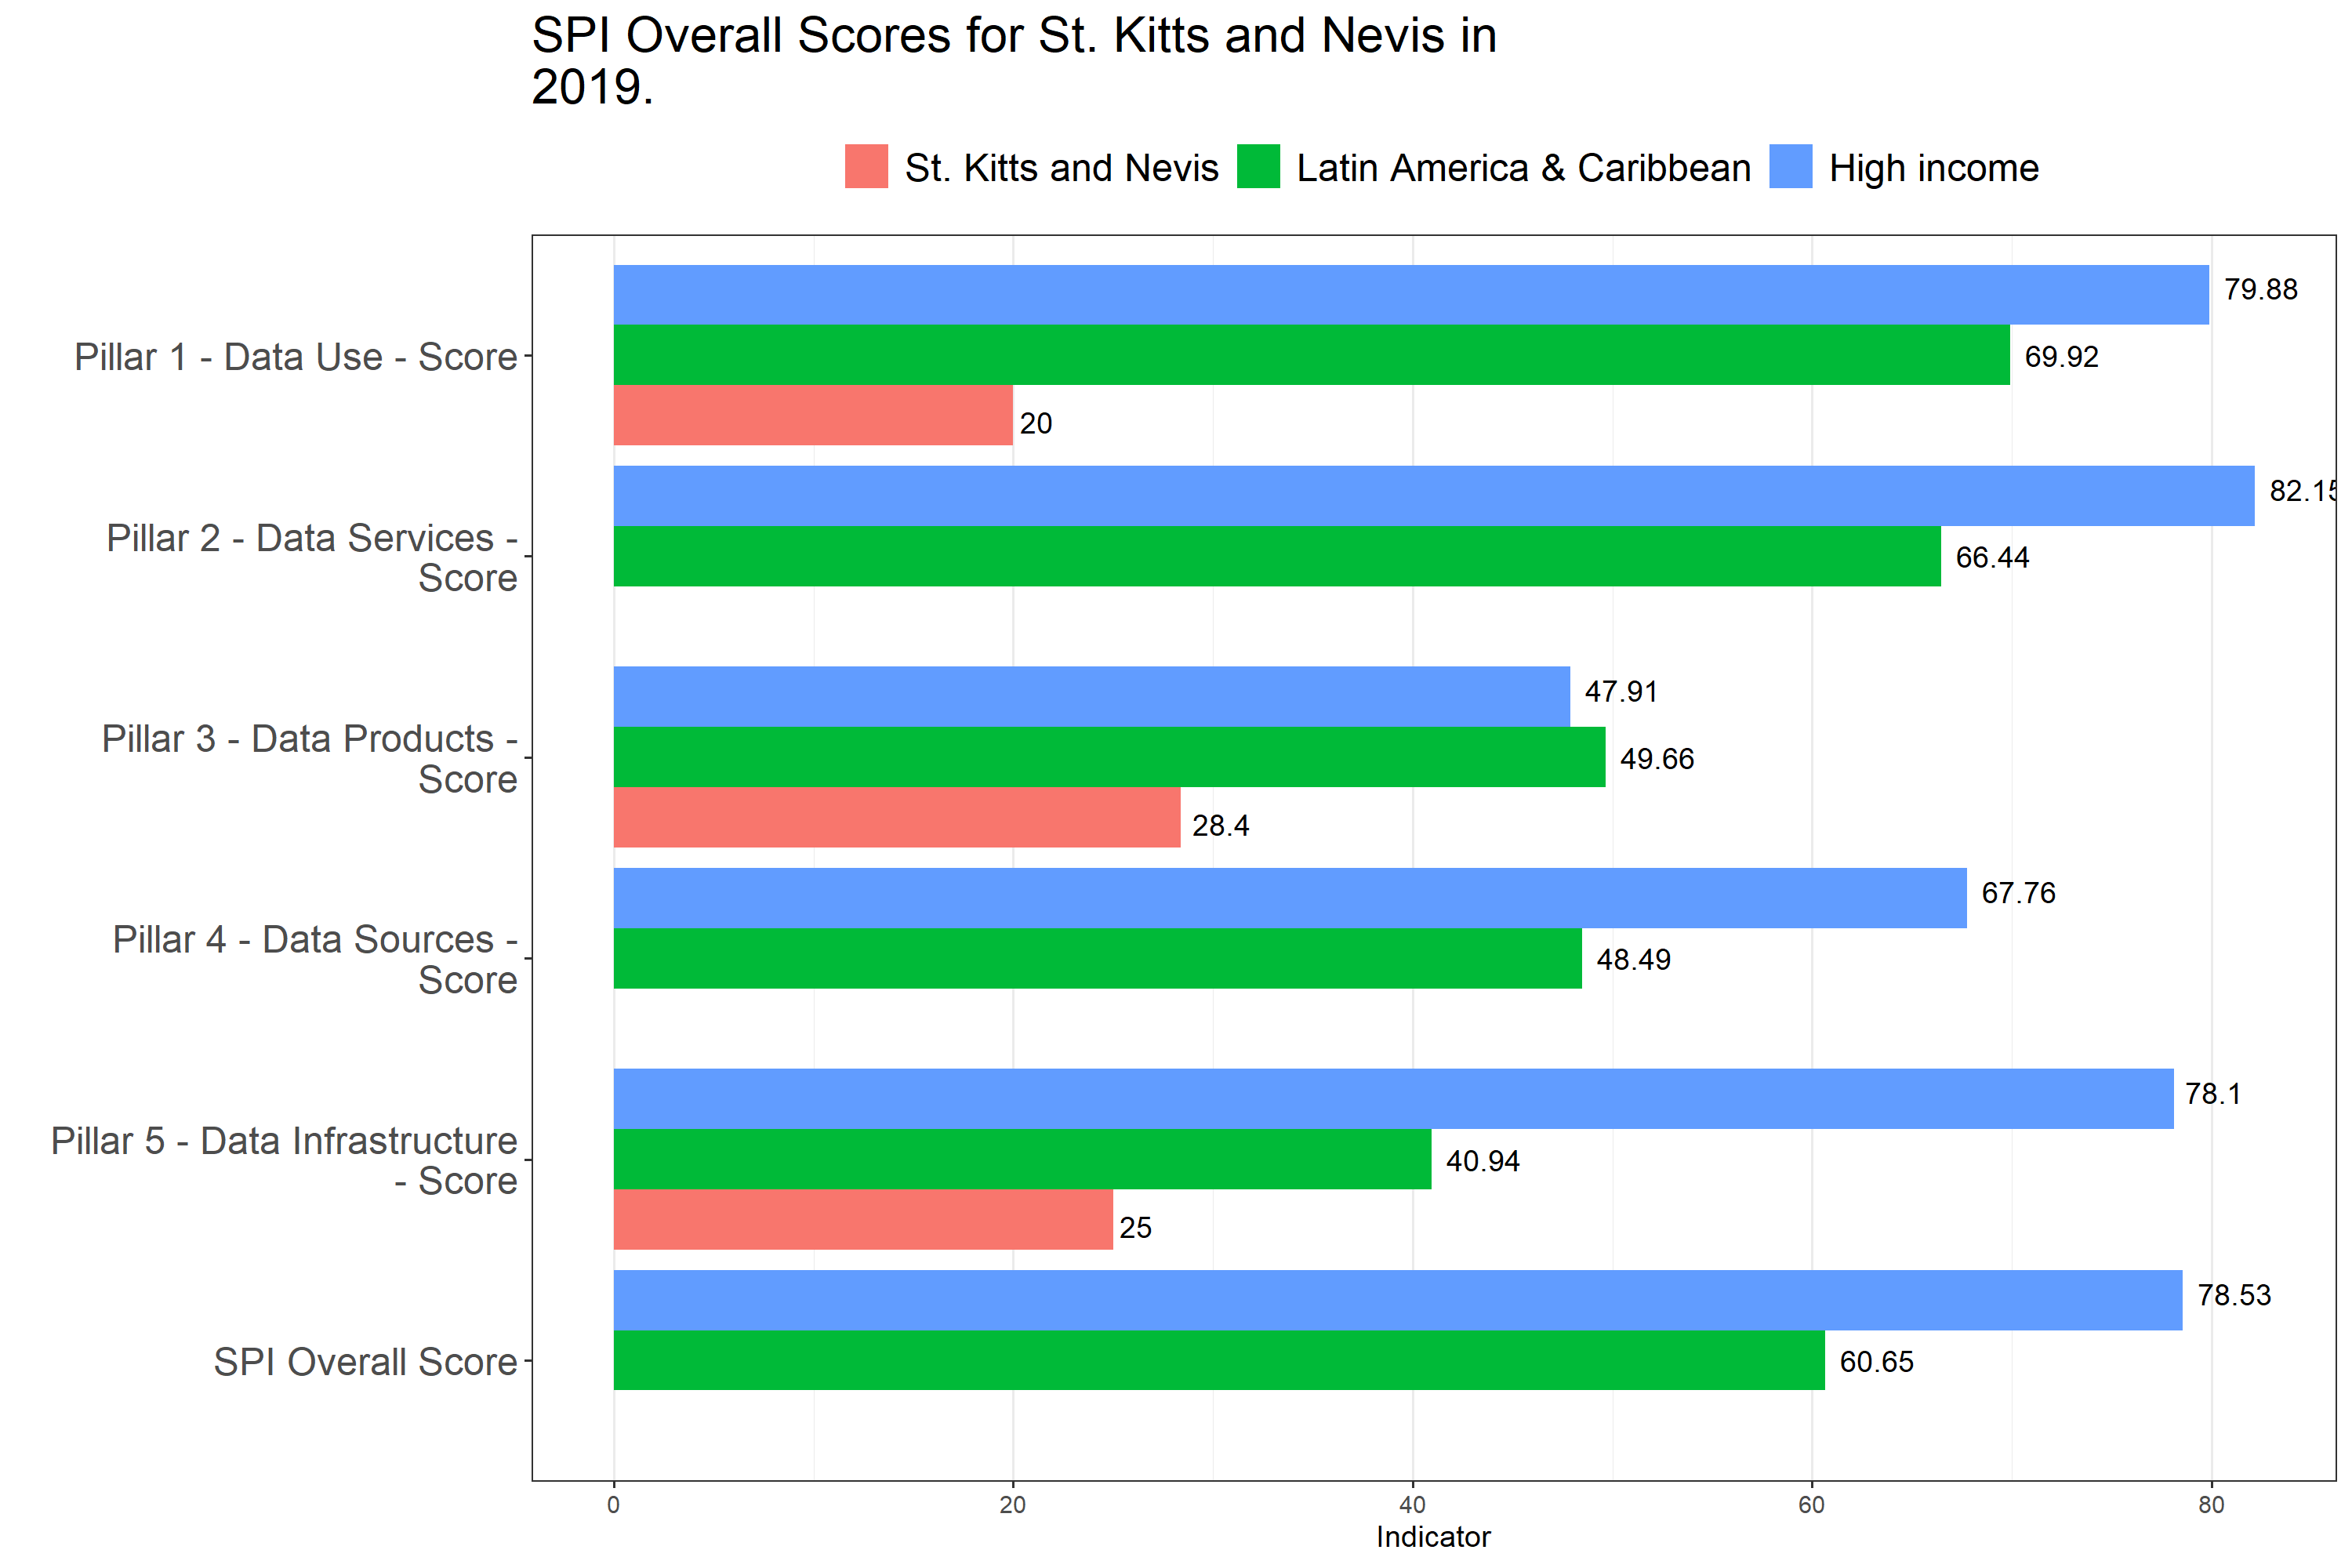 SPI Overall Scores for St. Kitts and Nevis in
2019.
St. Kitts and Nevis Latin America & Caribbean High income
Pillar 1 - Data Use - Score
79.88
69.92
20
Pillar 2 - Data Services -
Score
82.15
66.44
Pillar 3 - Data Products -
Score
47.91
49.66
28.4
Pillar 4 - Data Sources -
Score
67.76
48.49
Pillar 5 - Data Infrastructure
- Score
78.1
40.94
25
SPI Overall Score
78.53
60.65
0 20 40 60 80
Indicator